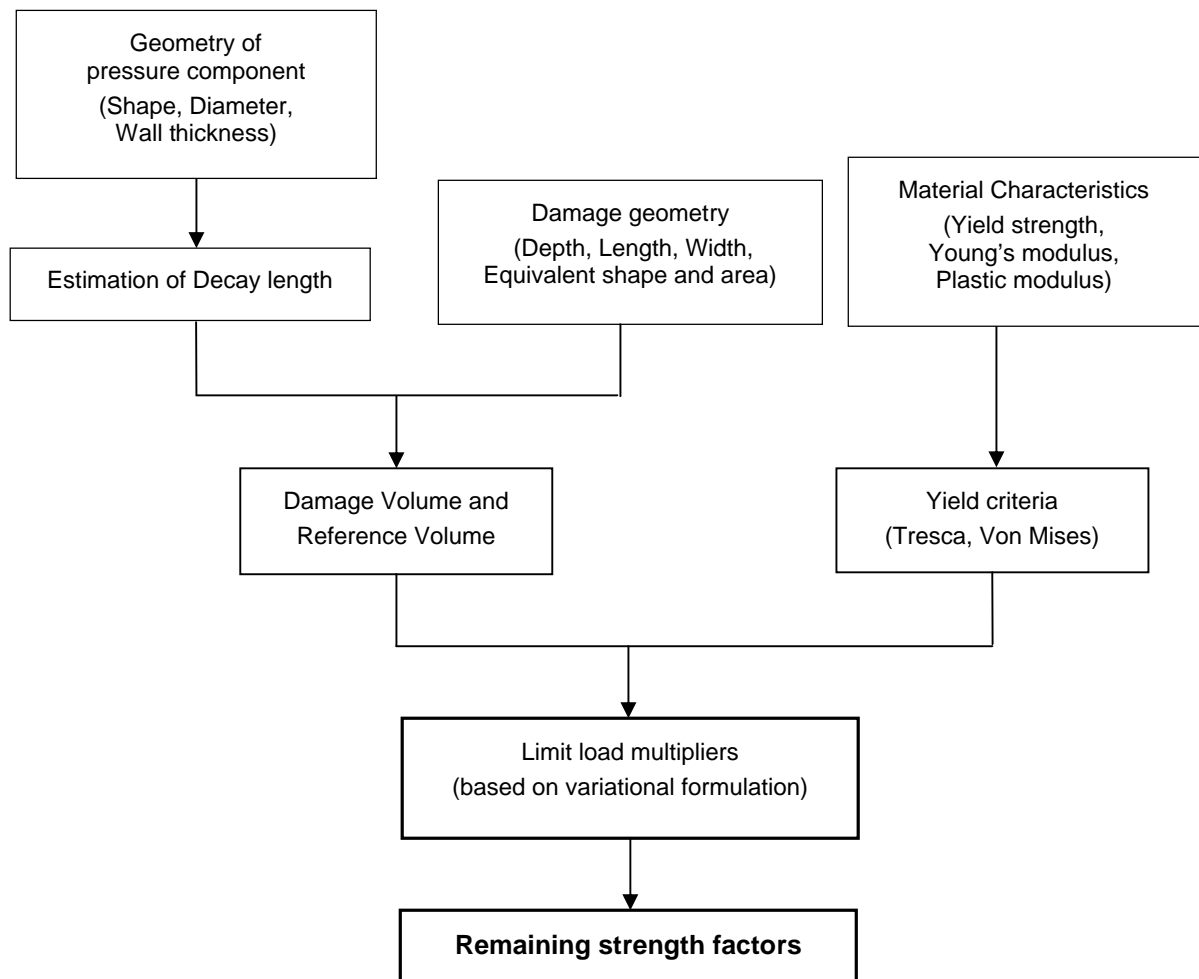 Geometry of
pressure component
(Shape, Diameter,
Wall thickness)
Estimation of Decay length
Damage geometry
(Depth, Length, Width,
Equivalent shape and area)
Material Characteristics
(Yield strength,
Young’s modulus,
Plastic modulus)
Damage Volume and
Reference Volume
Yield criteria
(Tresca, Von Mises)
Limit load multipliers
(based on variational formulation)
Remaining strength factors